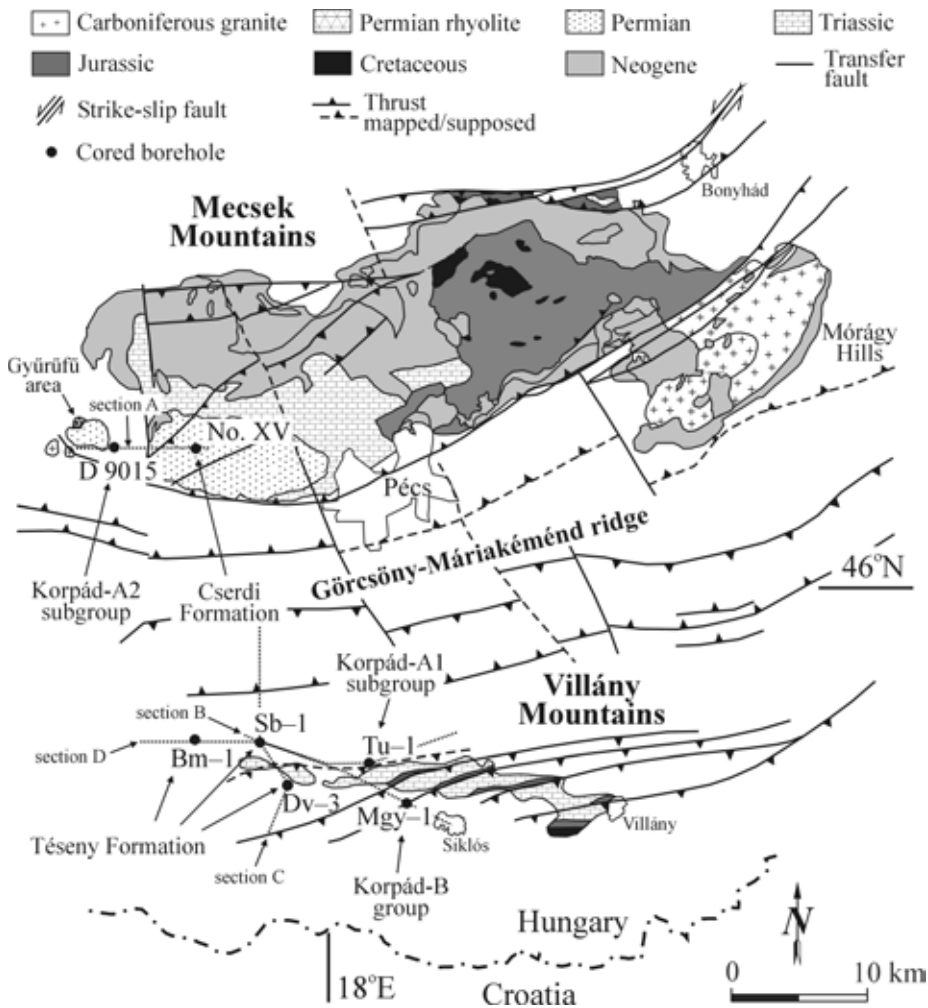 Carboniferous granite
Permian rhyolite
Permian
Triassic
Jurassic
Cretaceous
Neogene
Transfer
fault
Strike-slip fault
Thrust
mapped/supposed
Cored borehole
Bonyhád
Mecsek
Mountains
Mórágy
Hills
Gyűrűfű
area
section A
No. XV
D 9015
Pécs
Görcsöny-Máriakéménd ridge
46°N
Korpád-A2
subgroup
Cserdi
Formation
Korpád-A1
subgroup
Villány
Mountains
section B
Sb–1
section D
Bm–1
Tu–1
Dv–3
Mgy–1
Siklós
Villány
Téseny Formation
section C
Korpád-B
group
Hungary
N
18°E
Croatia
0
10 km